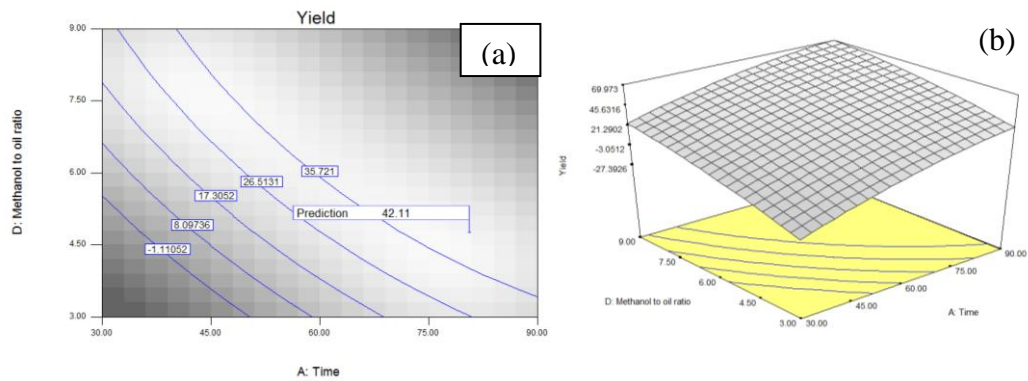 Yield
(a)
9.00
7.50
6.00
4.50
3.00
D: Methanol to oil ratio
35.721
26.5131
17.3052
8.09736
-1.11052
Prediction 42.11
30.00 45.00 60.00 75.00 90.00
A: Time
(b)
69.973
45.6316
21.2902
-3.0512
-27.3926
Yield
9.00
7.50
6.00
4.50
3.00
D: Methanol to oil ratio
30.00
45.00
60.00
75.00
90.00
A: Time